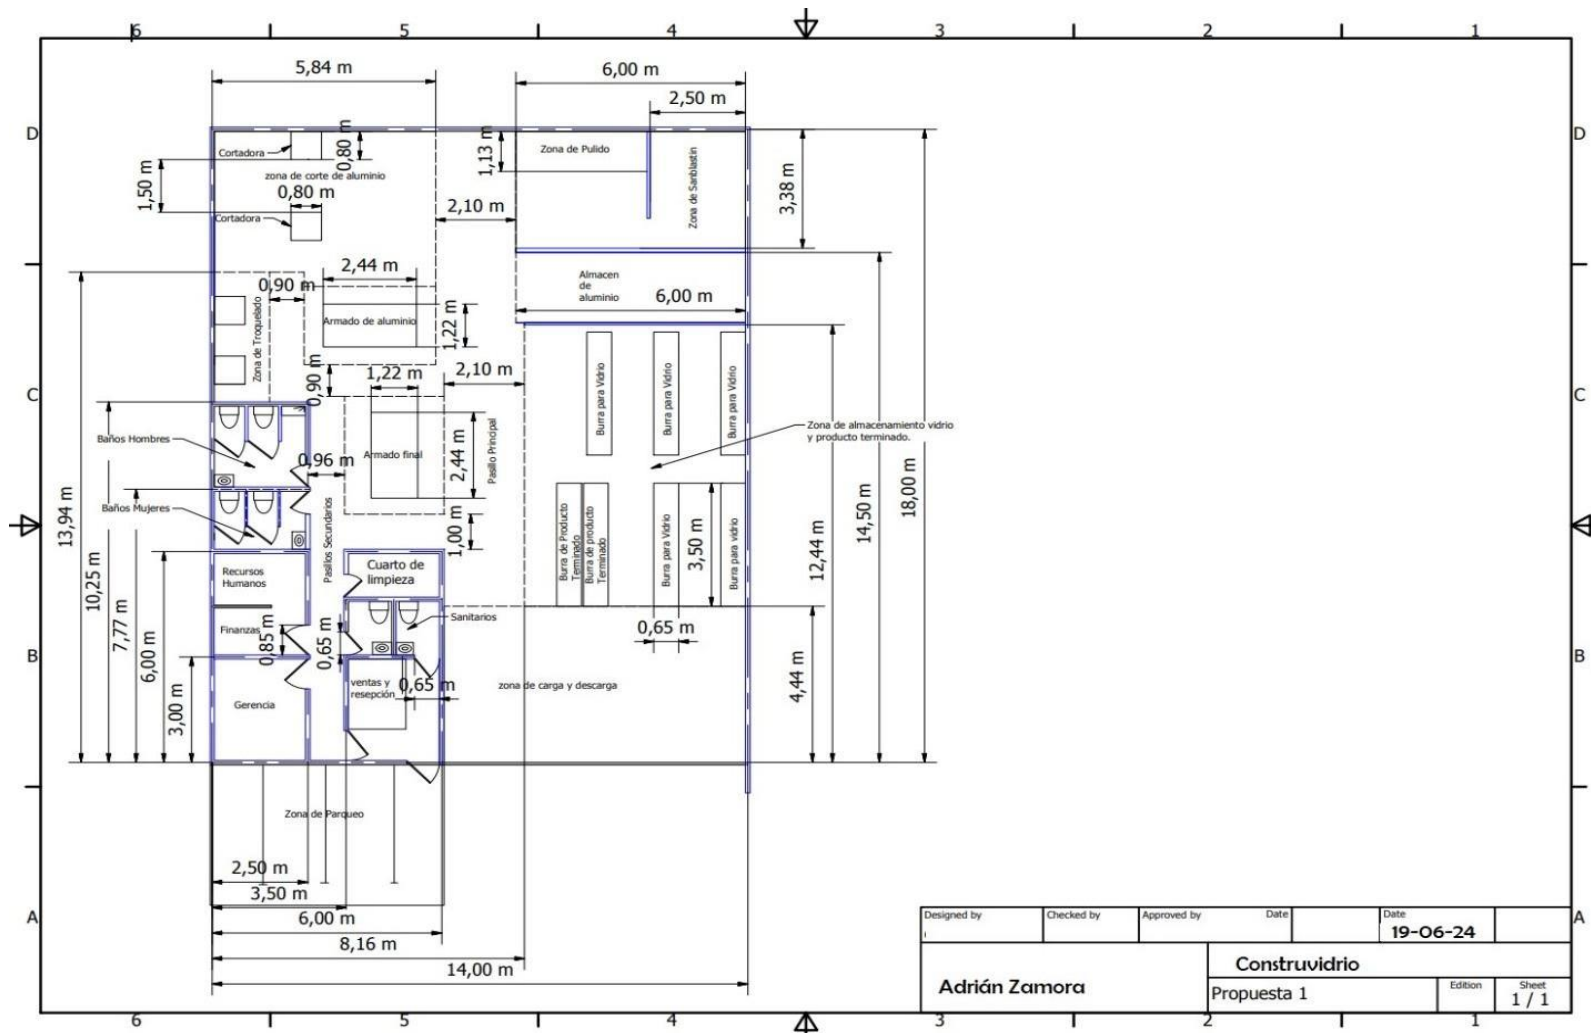 6 5 4 3 2 1
5,84 m
6,00 m
2,50 m
D
D
Cortadora
0,80 m
1,13 m
Zona de Pulido
Zona de Sanblastin
3,38 m
1,50 m
zona de corte de aluminio
0,80 m
Cortadora
2,10 m
2,44 m
0,90 m
Almacen
de
aluminio
6,00 m
Zona de Troquelado
Armado de aluminio
1,22 m
0,90 m
1,22 m
2,10 m
Burra para Vidrio
Burra para Vidrio
Burra para Vidrio
C
C
Baños Hombres
Zona de almacenamiento vidrio
y producto terminado.
0,96 m
Armado final
2,44 m
Pasillo Principal
Baños Mujeres
Pasillos Secundarios
1,00 m
13,94 m
10,25 m
7,77 m
6,00 m
3,00 m
Recursos
Humanos
Cuarto de
limpieza
Burra de Producto
Terminado
Burra de producto
Terminado
Burra para Vidrio
3,50 m
Burra para vidrio
12,44 m
14,50 m
18,00 m
Finanzas
0,85 m
0,65 m
Sanitarios
0,65 m
B
B
ventas y
resepción
0,65 m
zona de carga y descarga
4,44 m
Gerencia
Zona de Parqueo
2,50 m
3,50 m
6,00 m
8,16 m
14,00 m
A
A
Designed by
Checked by
Approved by
Date
Date
19-06-24
Adrián Zamora
Construvidrio
Propuesta 1
Edition
Sheet
1 / 1
6 5 4 3 2 1